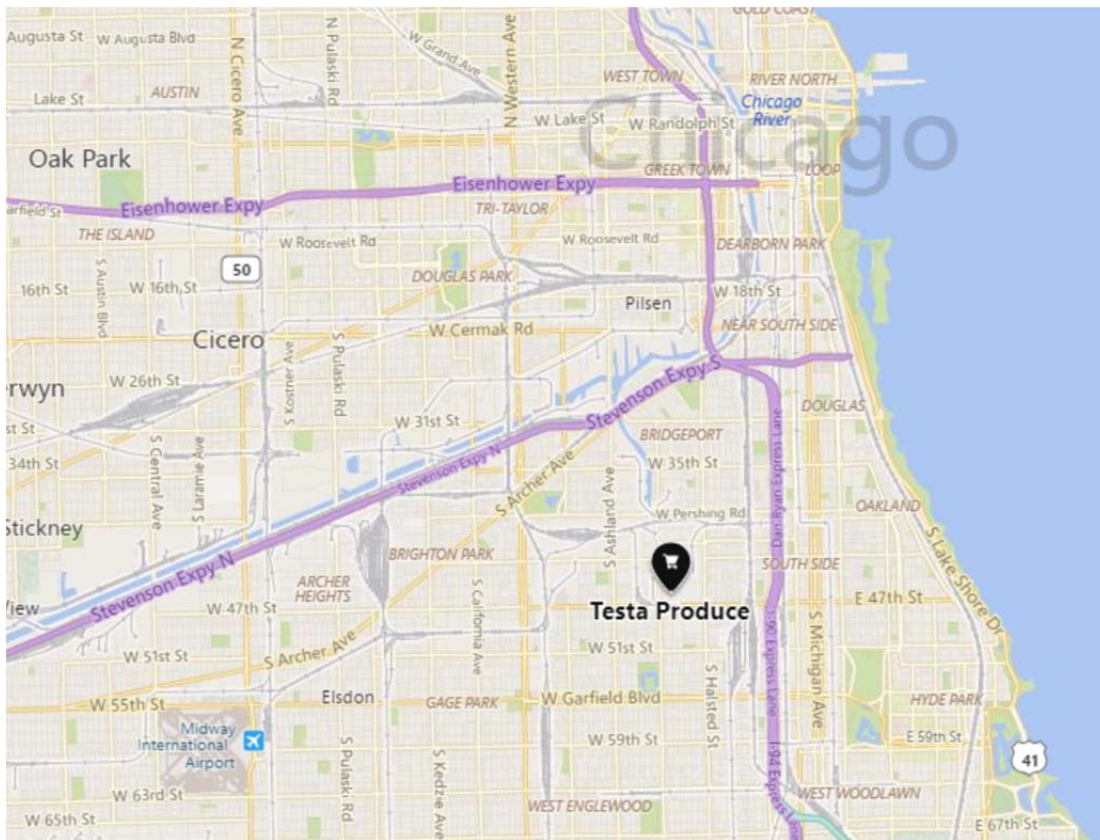 GOLD COAST
Augusta St
W Augusta Blvd
N Cicero Ave
N Pulaski Rd
W Grand Ave
N Western Ave
WEST TOWN
RIVER NORTH
AUSTIN
Lake St
Chicago
River
W Lake St
W Randolph St
Chicago
Oak Park
GREEK TOWN
LOOP
Eisenhower Expy
Eisenhower Expy
arfield St
TRI-TAYLOR
THE ISLAND
W Roosevelt Rd
W Roosevelt Rd
DEARBORN PARK
50
S Austin Blvd
16th St
W 16th St
DOUGLAS PARK
W 18th St
Pilsen
Cicero
W Cermak Rd
NEAR SOUTH SIDE
S Kostner Ave
S Pulaski Rd
Stevenson Expy S
rwyn
W 26th St
DOUGLAS
st St
W 31st St
BRIDGEPORT
34th St
S Central Ave
S Laramie Ave
Stevenson Expy N
S Archer Ave
S Ashland Ave
W 35th St
Dan Ryan Express Lane
OAKLAND
W Pershing Rd
Stickney
S Lake Shore Dr
BRIGHTON PARK
SOUTH SIDE
Stevenson Expy N
ARCHER
HEIGHTS
S California Ave
Testa Produce
E 47th St
View
W 47th St
S Michigan Ave
I-90 Express Lane
W 51st St
S Archer Ave
W 51st St
S Halsted St
W 55th St
Elsdon
GAGE PARK
W Garfield Blvd
HYDE PARK
Midway
International
Airport
S Pulaski Rd
S Kedzie Ave
W 59th St
E 59th St
41
I-94 Express Lane
W 63rd St
WEST ENGLEWOOD
WEST WOODLAWN
W 65th St
E 67th St